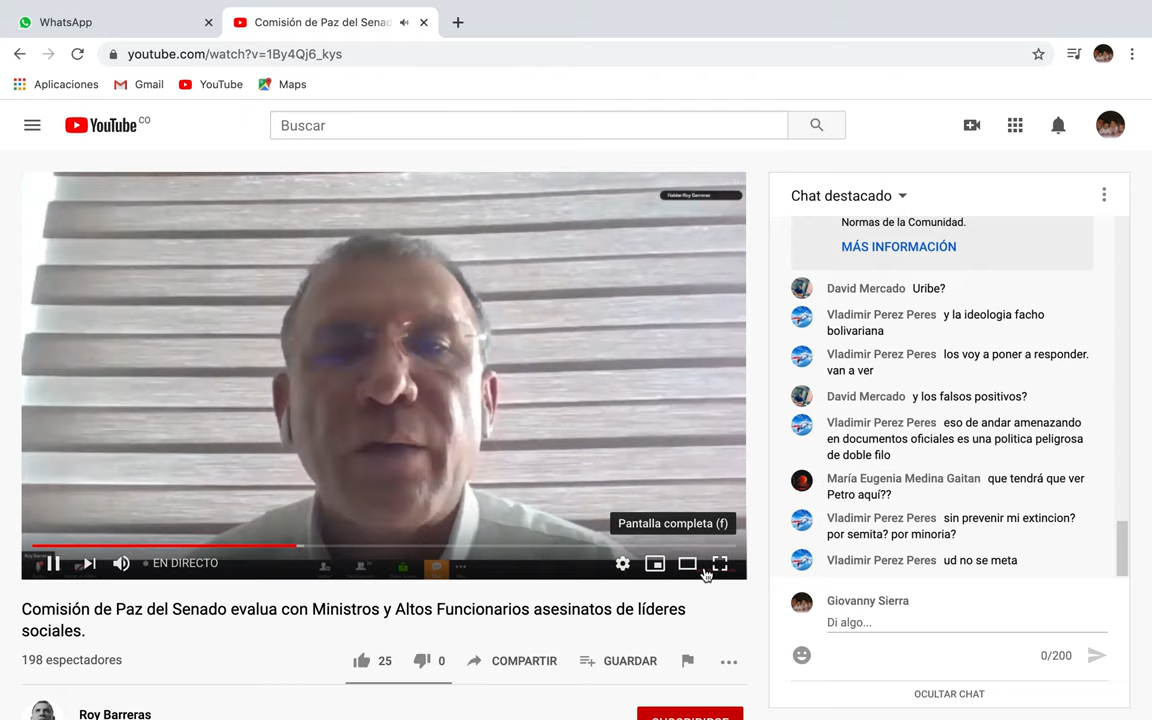 WhatsApp
Comisión de Paz del Senad
youtube.com/watch?v=1By4Qj6_kys
Aplicaciones
Gmail
YouTube
Maps
YouTube CO
Buscar
Hablar: Roy Barreras
Pantalla completa (f)
Roy Barreras
EN DIRECTO
Comisión de Paz del Senado evalua con Ministros y Altos Funcionarios asesinatos de líderes
sociales.
198 espectadores
25
0
COMPARTIR
GUARDAR
Roy Barreras
SUSCRIBIRSE
Chat destacado
Normas de la Comunidad.
MÁS INFORMACIÓN
David Mercado Uribe?
Vladimir Perez Peres y la ideologia facho
bolivariana
Vladimir Perez Peres los voy a poner a responder.
van a ver
David Mercado y los falsos positivos?
Vladimir Perez Peres eso de andar amenazando
en documentos oficiales es una politica peligrosa
de doble filo
María Eugenia Medina Gaitan que tendrá que ver
Petro aquí??
Vladimir Perez Peres sin prevenir mi extincion?
por semita? por minoria?
Vladimir Perez Peres ud no se meta
Giovanny Sierra
Di algo...
0/200
OCULTAR CHAT